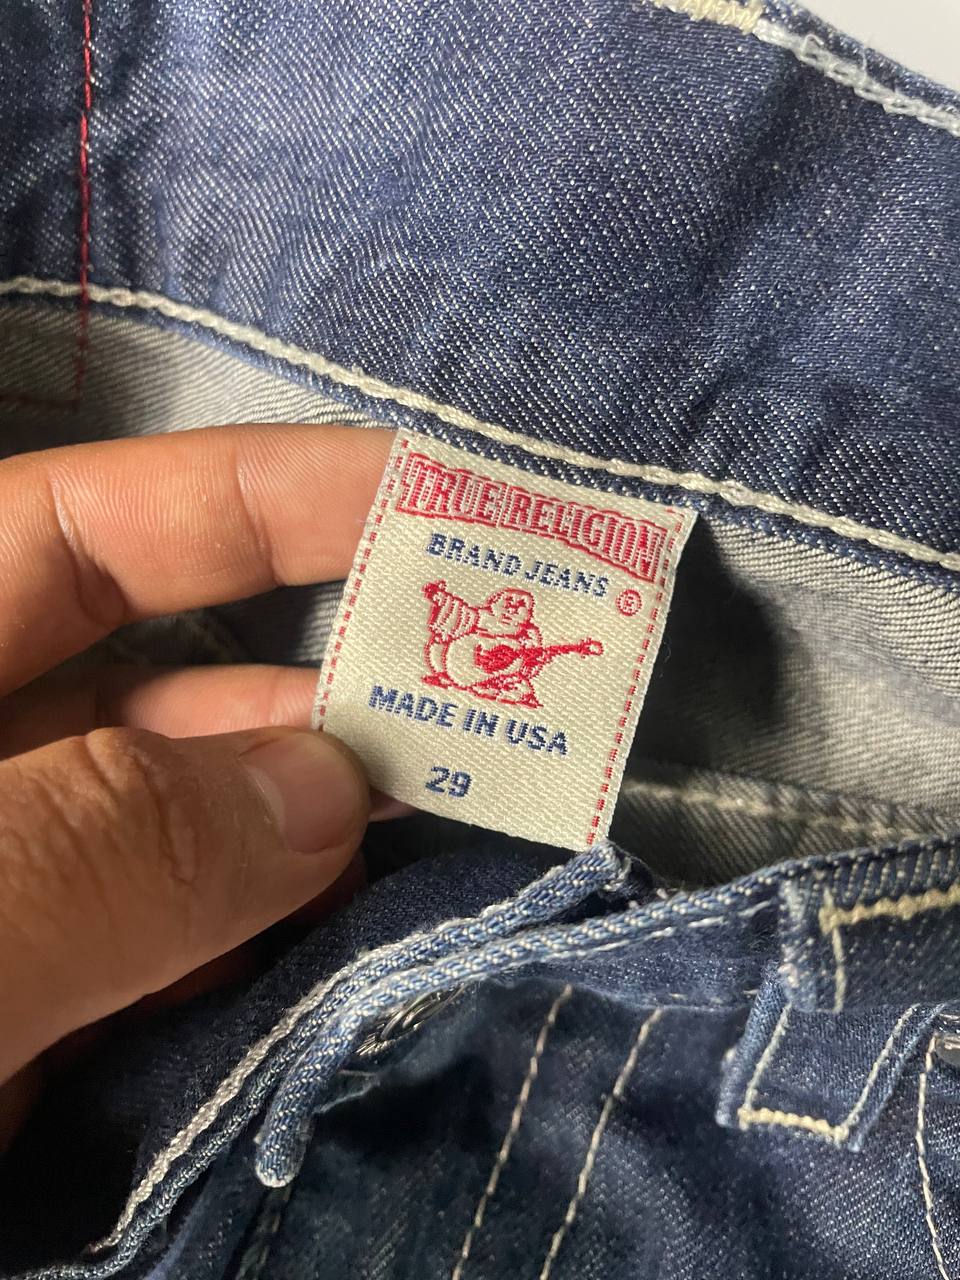 TRUE RELIGION
BRAND JEANS
®
MADE IN USA
29